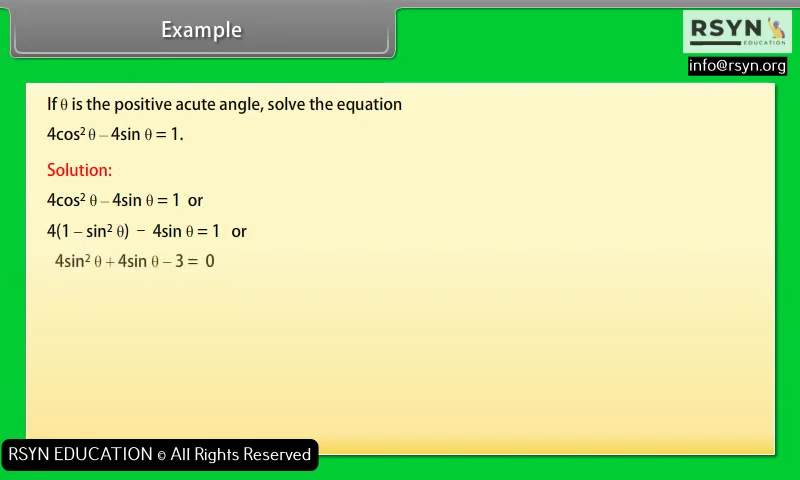 Example
RSYN
EDUCATION
info@rsyn.org
If θ is the positive acute angle, solve the equation
4cos² θ – 4sin θ = 1.
Solution:
4cos² θ – 4sin θ = 1 or
4(1 – sin² θ) – 4sin θ = 1 or
4sin² θ + 4sin θ – 3 = 0
RSYN EDUCATION © All Rights Reserved